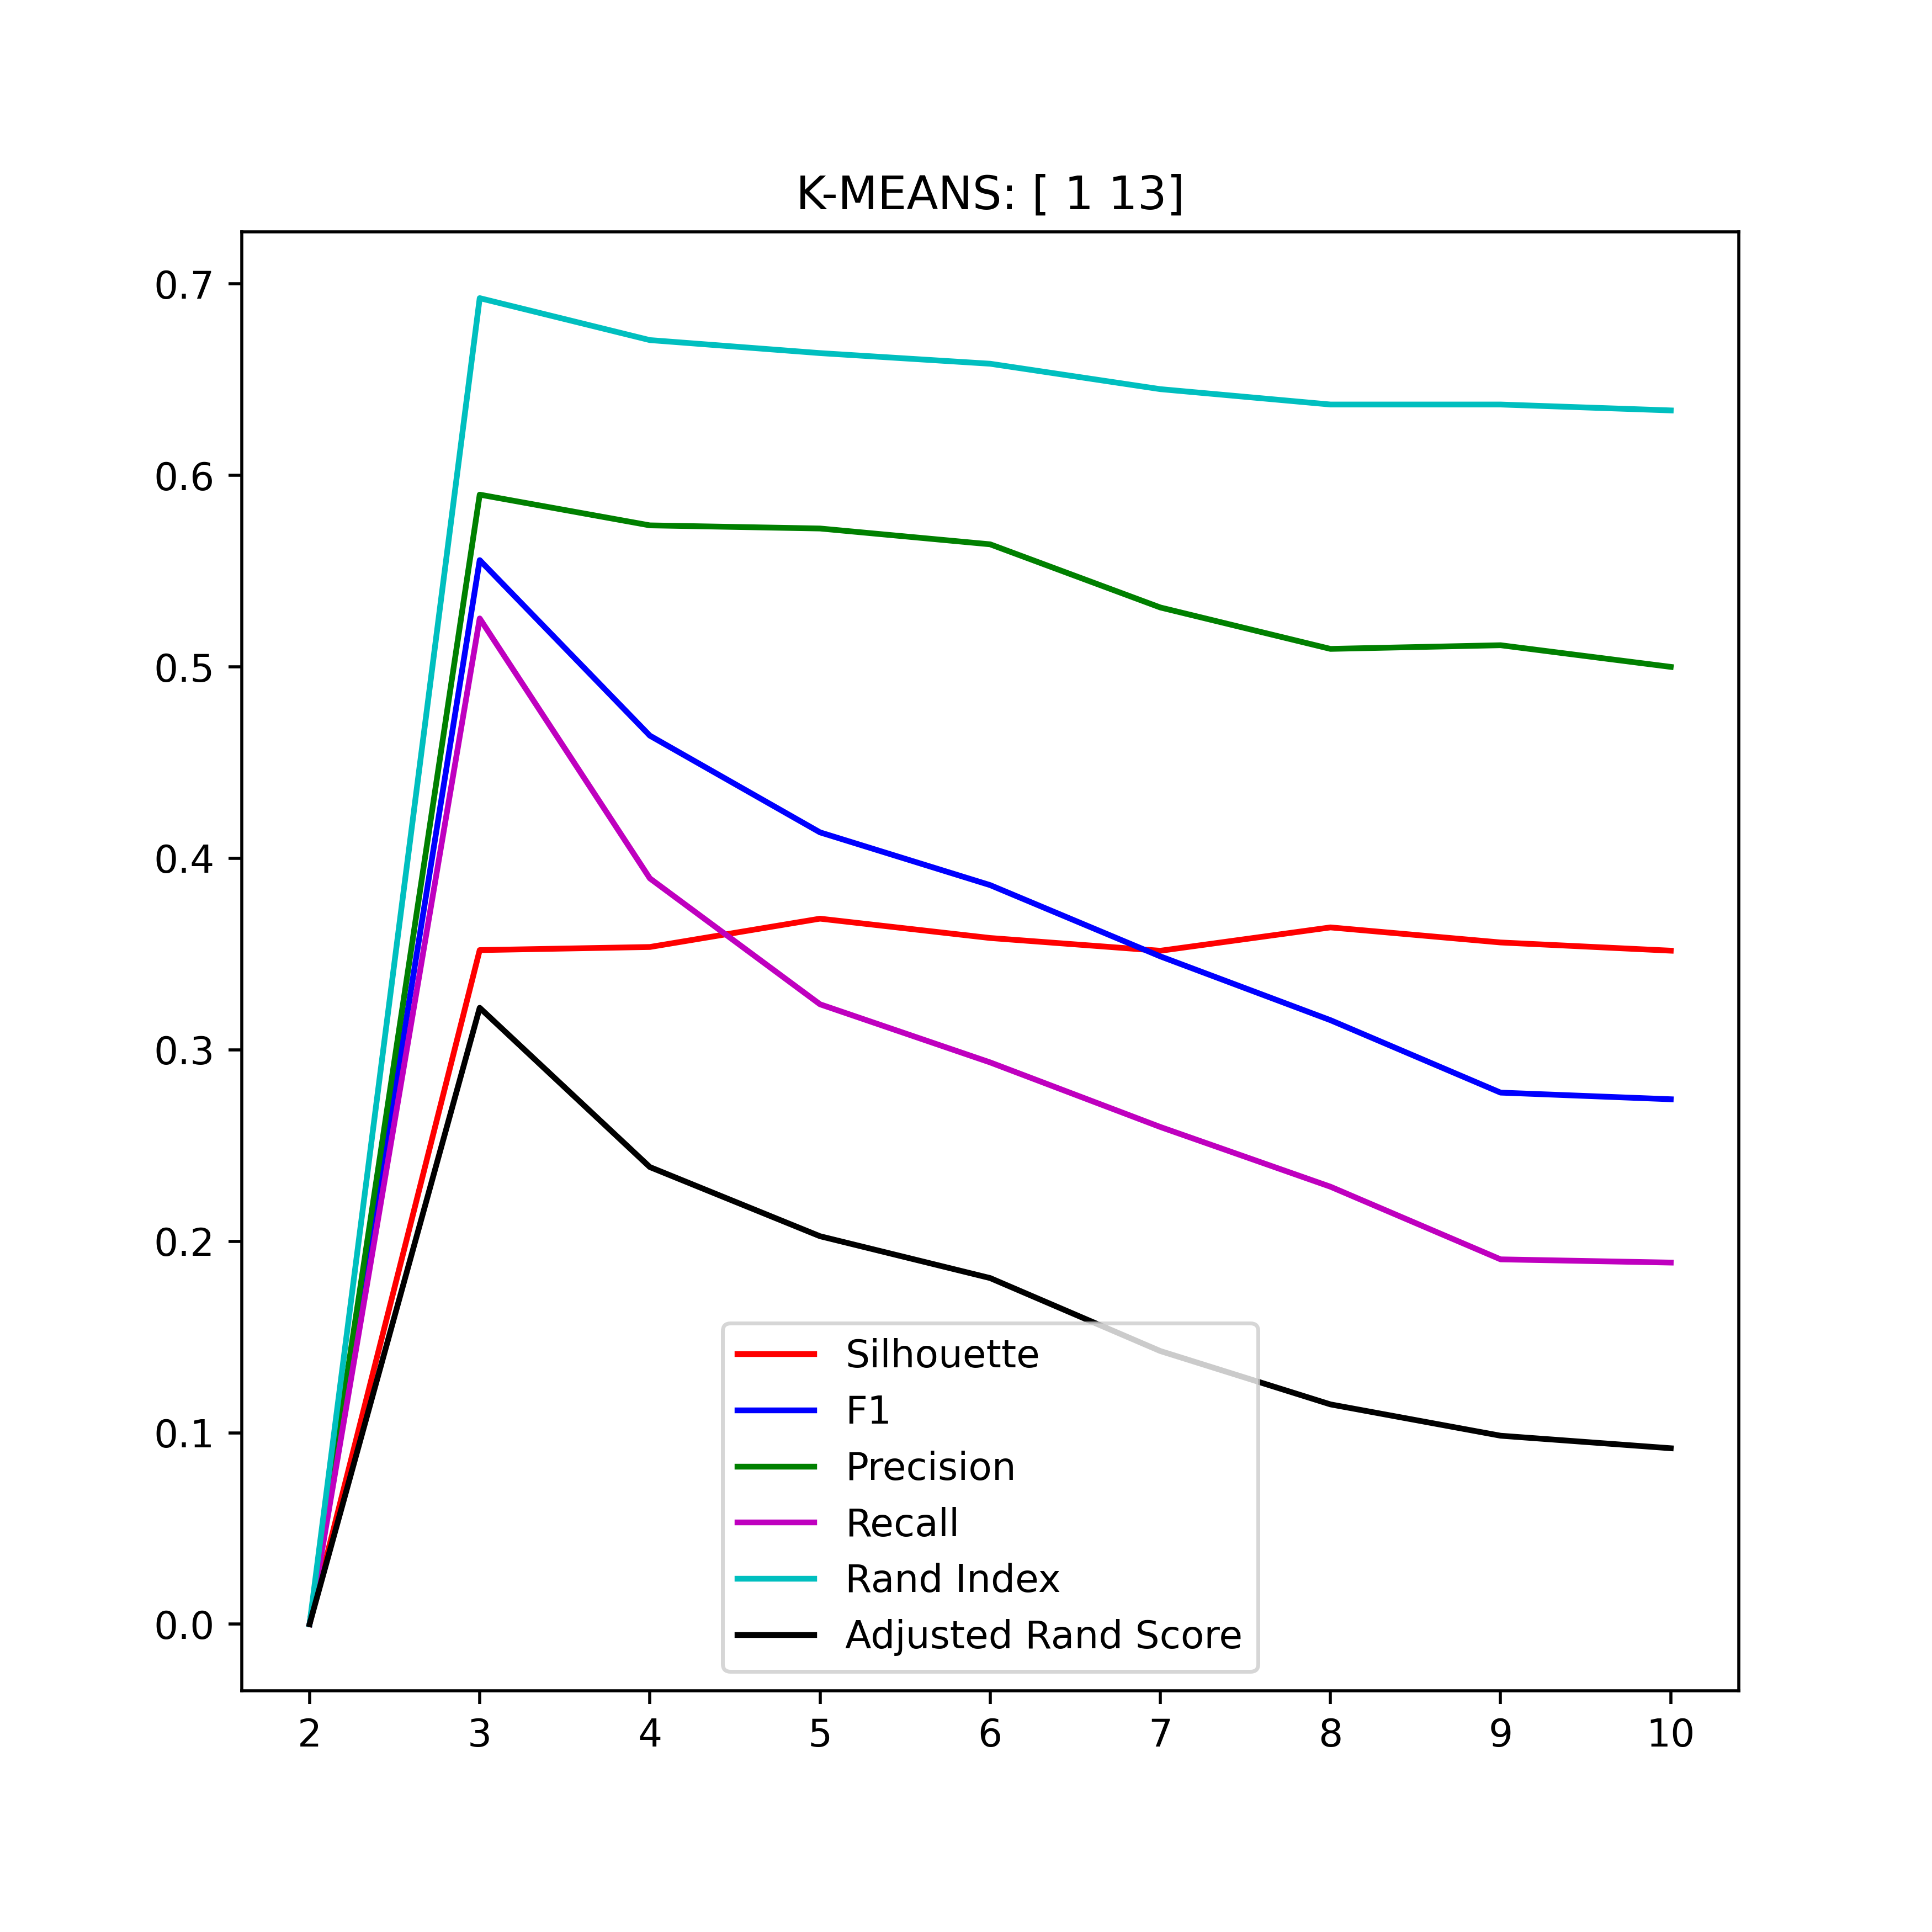 K-MEANS: [ 1 13]
0.7
0.6
0.5
0.4
0.3
0.2
0.1
0.0
Silhouette
F1
Precision
Recall
Rand Index
Adjusted Rand Score
2 3 4 5 6 7 8 9 10